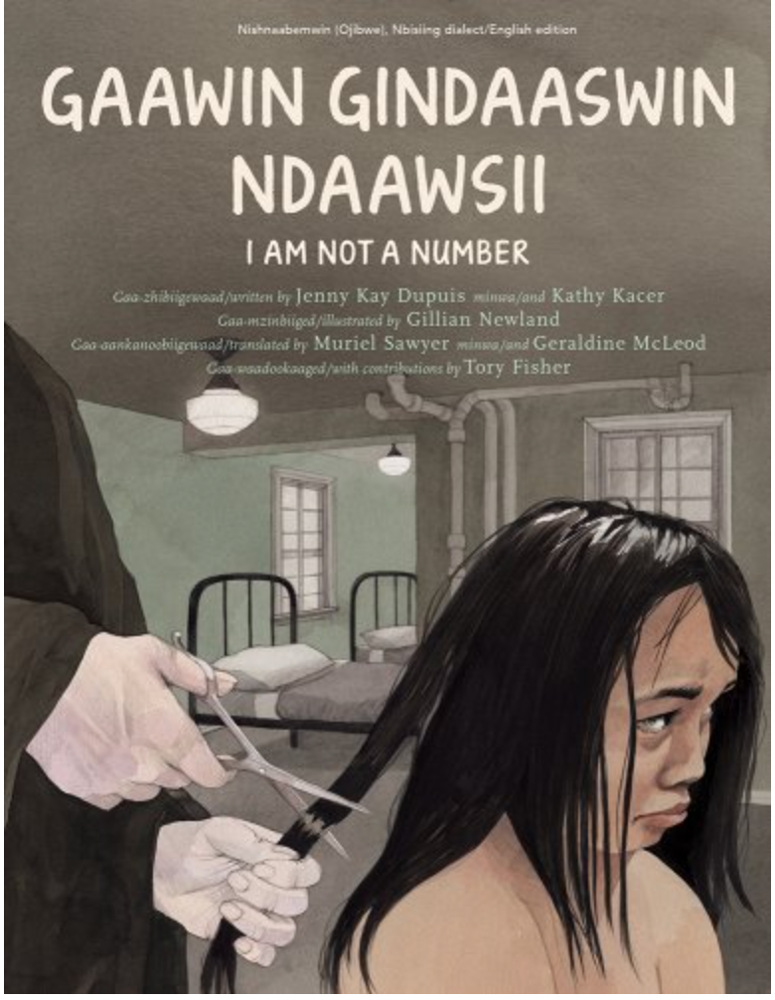 Nishnaabemwin (Ojibwe), Nbisiing dialect/English edition
GAAWIN GINDAASWIN
NDAAWSII
I AM NOT A NUMBER
Gaa-zhibiigewaad/written by Jenny Kay Dupuis minwa/and Kathy Kacer
Gaa-mzinbiiged/illustrated by Gillian Newland
Gaa-aankanoobiigewaad/translated by Muriel Sawyer minwa/and Geraldine McLeod
Gaa-waadookaaged/with contributions by Tory Fisher